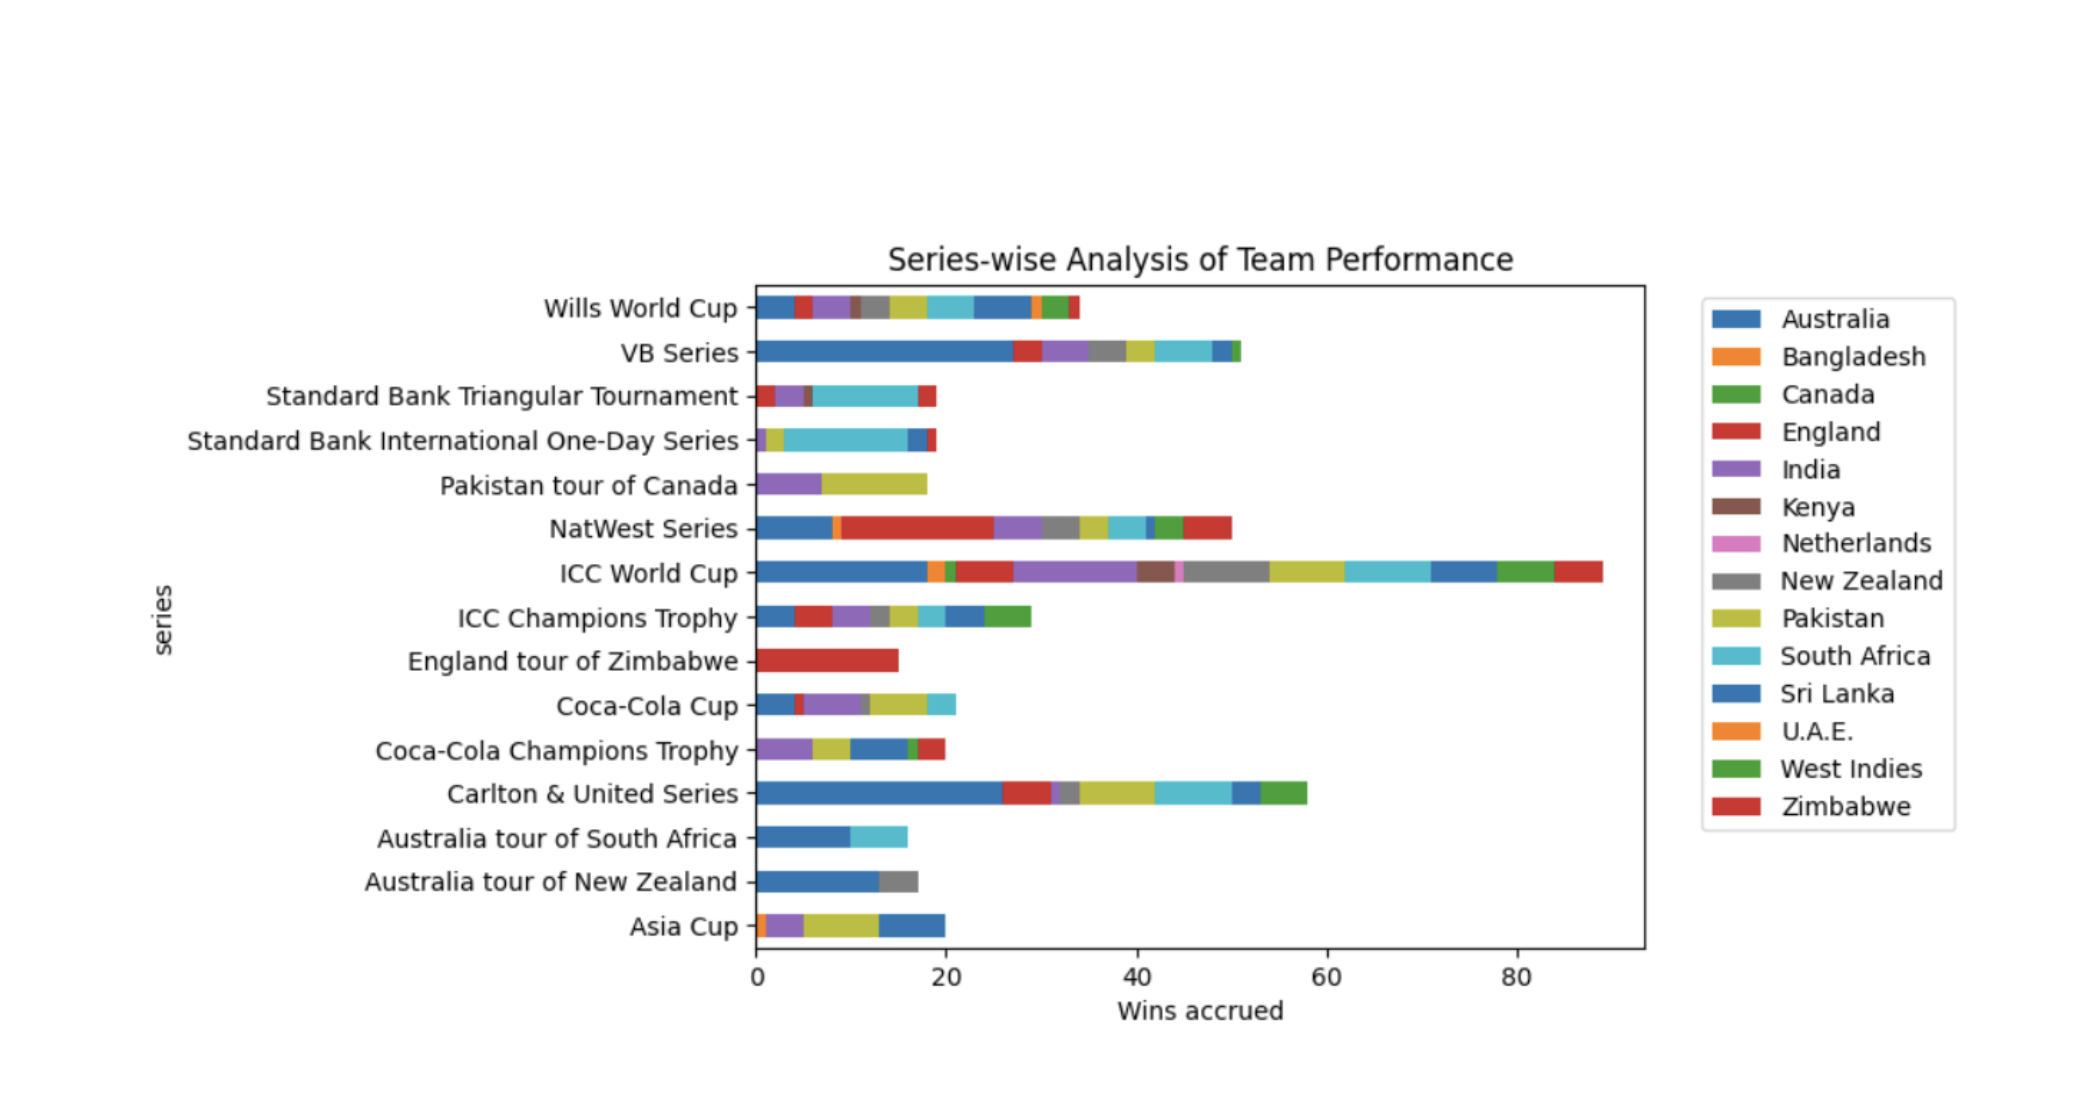 Series-wise Analysis of Team Performance
Wills World Cup
VB Series
Standard Bank Triangular Tournament
Standard Bank International One-Day Series
Pakistan tour of Canada
NatWest Series
ICC World Cup
ICC Champions Trophy
England tour of Zimbabwe
Coca-Cola Cup
Coca-Cola Champions Trophy
Carlton & United Series
Australia tour of South Africa
Australia tour of New Zealand
Asia Cup
series
0 20 40 60 80
Wins accrued
Australia
Bangladesh
Canada
England
India
Kenya
Netherlands
New Zealand
Pakistan
South Africa
Sri Lanka
U.A.E.
West Indies
Zimbabwe